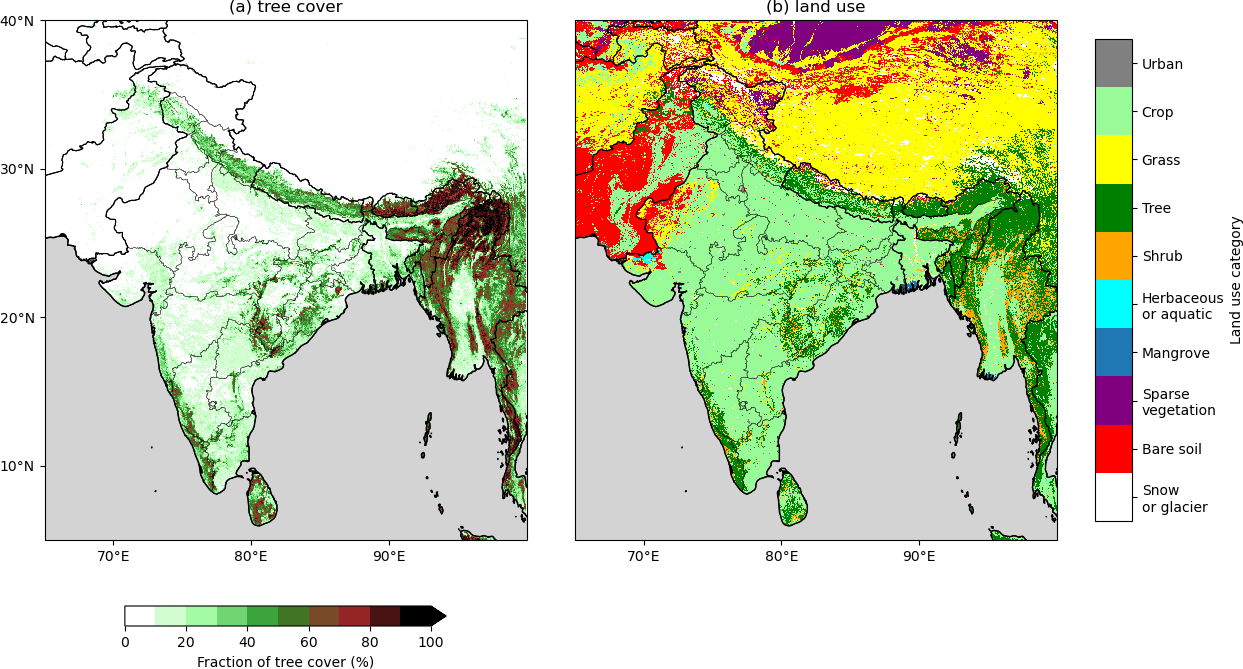 (a) tree cover
(b) land use
40°N
30°N
20°N
10°N
70°E
80°E
90°E
70°E
80°E
90°E
0
20
40
60
80
100
Fraction of tree cover (%)
Urban
Crop
Grass
Tree
Shrub
Herbaceous
or aquatic
Mangrove
Sparse
vegetation
Bare soil
Snow
or glacier
Land use category